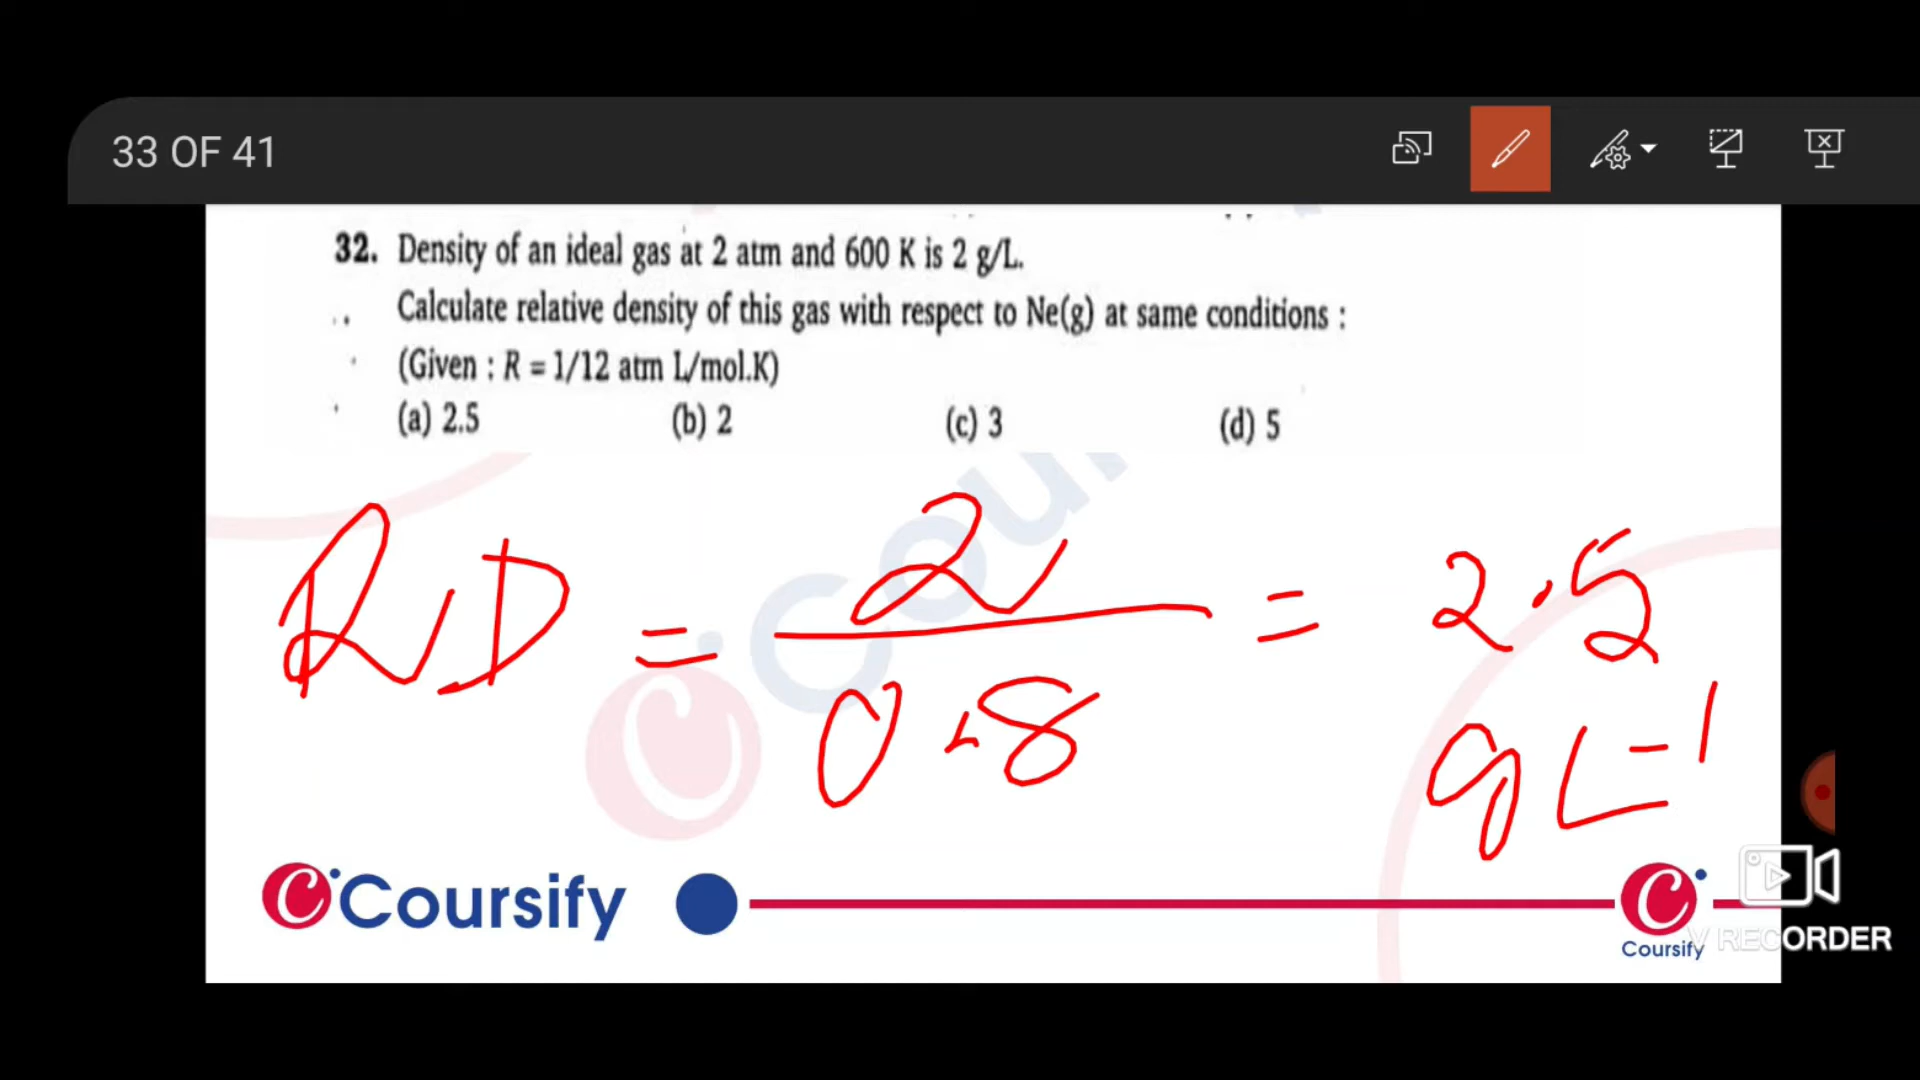 33 OF 41
32. Density of an ideal gas at 2 atm and 600 K is 2 g/L.
Calculate relative density of this gas with respect to Ne(g) at same conditions :
(Given : R = 1/12 atm L/mol.K)
(a) 2.5 (b) 2 (c) 3 (d) 5
RD = 2/0.8 = 2.5
gL-1
Coursify
Coursify
V RECORDER